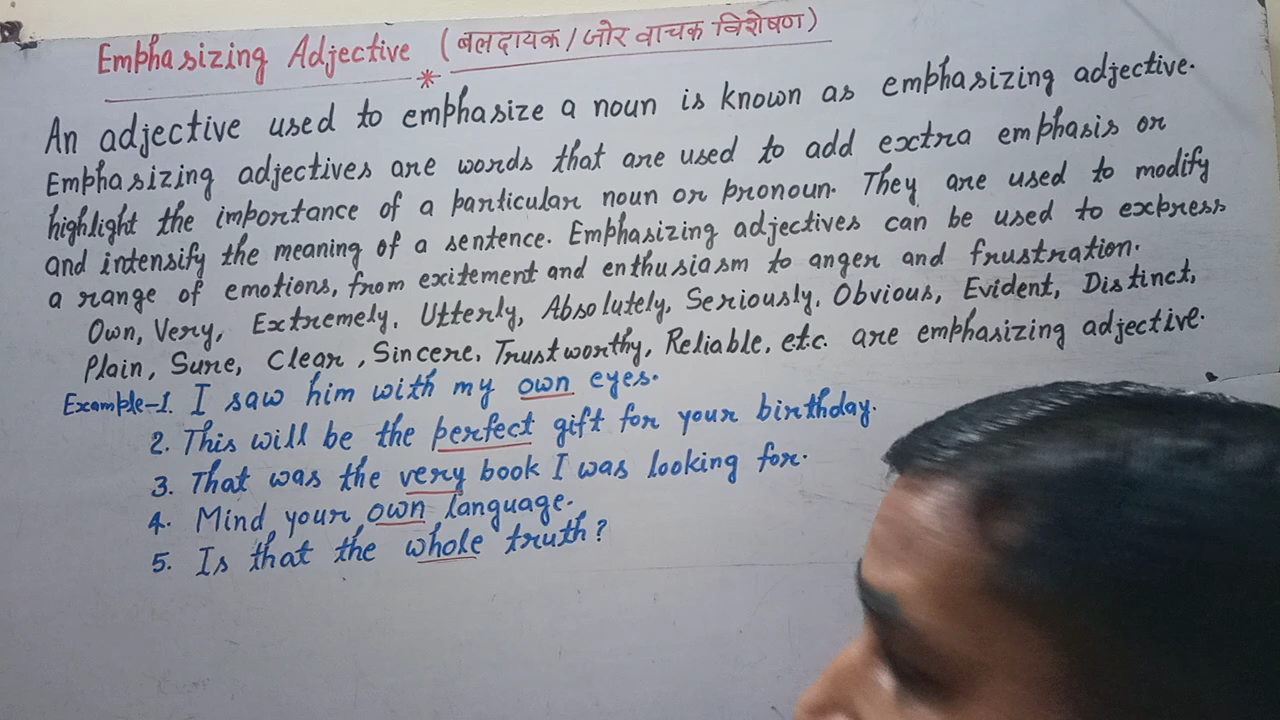 Emphasizing Adjective (बलदायक/जोर वाचक विशेषण)
*
An adjective used to emphasize a noun is known as emphasizing adjective.
Emphasizing adjectives are words that are used to add extra emphasis or
highlight the importance of a particular noun or pronoun. They are used to modify
and intensify the meaning of a sentence. Emphasizing adjectives can be used to express
a range of emotions, from excitement and enthusiasm to anger and frustration.
Own, Very, Extremely, Utterly, Absolutely, Seriously, Obvious, Evident, Distinct,
Plain, Sure, Clear, Sincere, Trustworthy, Reliable, etc. are emphasizing adjective.
Example-1. I saw him with my own eyes.
2. This will be the perfect gift for your birthday.
3. That was the very book I was looking for.
4. Mind your own language.
5. Is that the whole truth?